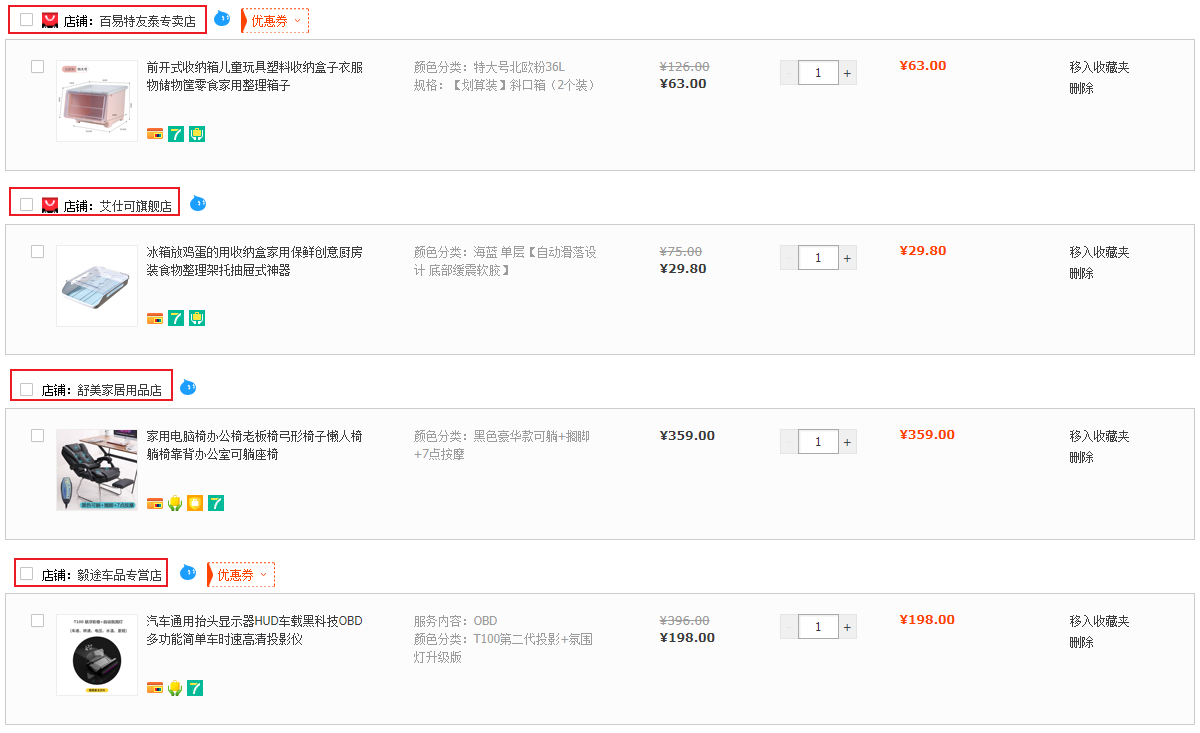 店铺：百易特友泰专卖店 优惠券
前开式收纳箱儿童玩具塑料收纳盒子衣服
物储物筐零食家用整理箱子
颜色分类：特大号北欧粉36L
规格：【划算装】斜口箱（2个装）
¥126.00
¥63.00
- 1 +
¥63.00
移入收藏夹
删除
7
店铺：艾仕可旗舰店
冰箱放鸡蛋的用收纳盒家用保鲜创意厨房
装食物整理架托抽屉式神器
颜色分类：海蓝 单层【自动滑落设
计 底部缓震软胶】
¥75.00
¥29.80
- 1 +
¥29.80
移入收藏夹
删除
7
店铺：舒美家居用品店
家用电脑椅办公椅老板椅弓形椅子懒人椅
躺椅靠背办公室可躺座椅
颜色分类：黑色豪华款可躺+搁脚
+7点按摩
¥359.00
- 1 +
¥359.00
移入收藏夹
删除
黑色可躺+搁脚+7点按摩
7
店铺：毅途车品专营店 优惠券
汽车通用抬头显示器HUD车载黑科技OBD
多功能简单车时速高清投影仪
服务内容：OBD
颜色分类：T100第二代投影+氛围
灯升级版
¥396.00
¥198.00
- 1 +
¥198.00
移入收藏夹
删除
7